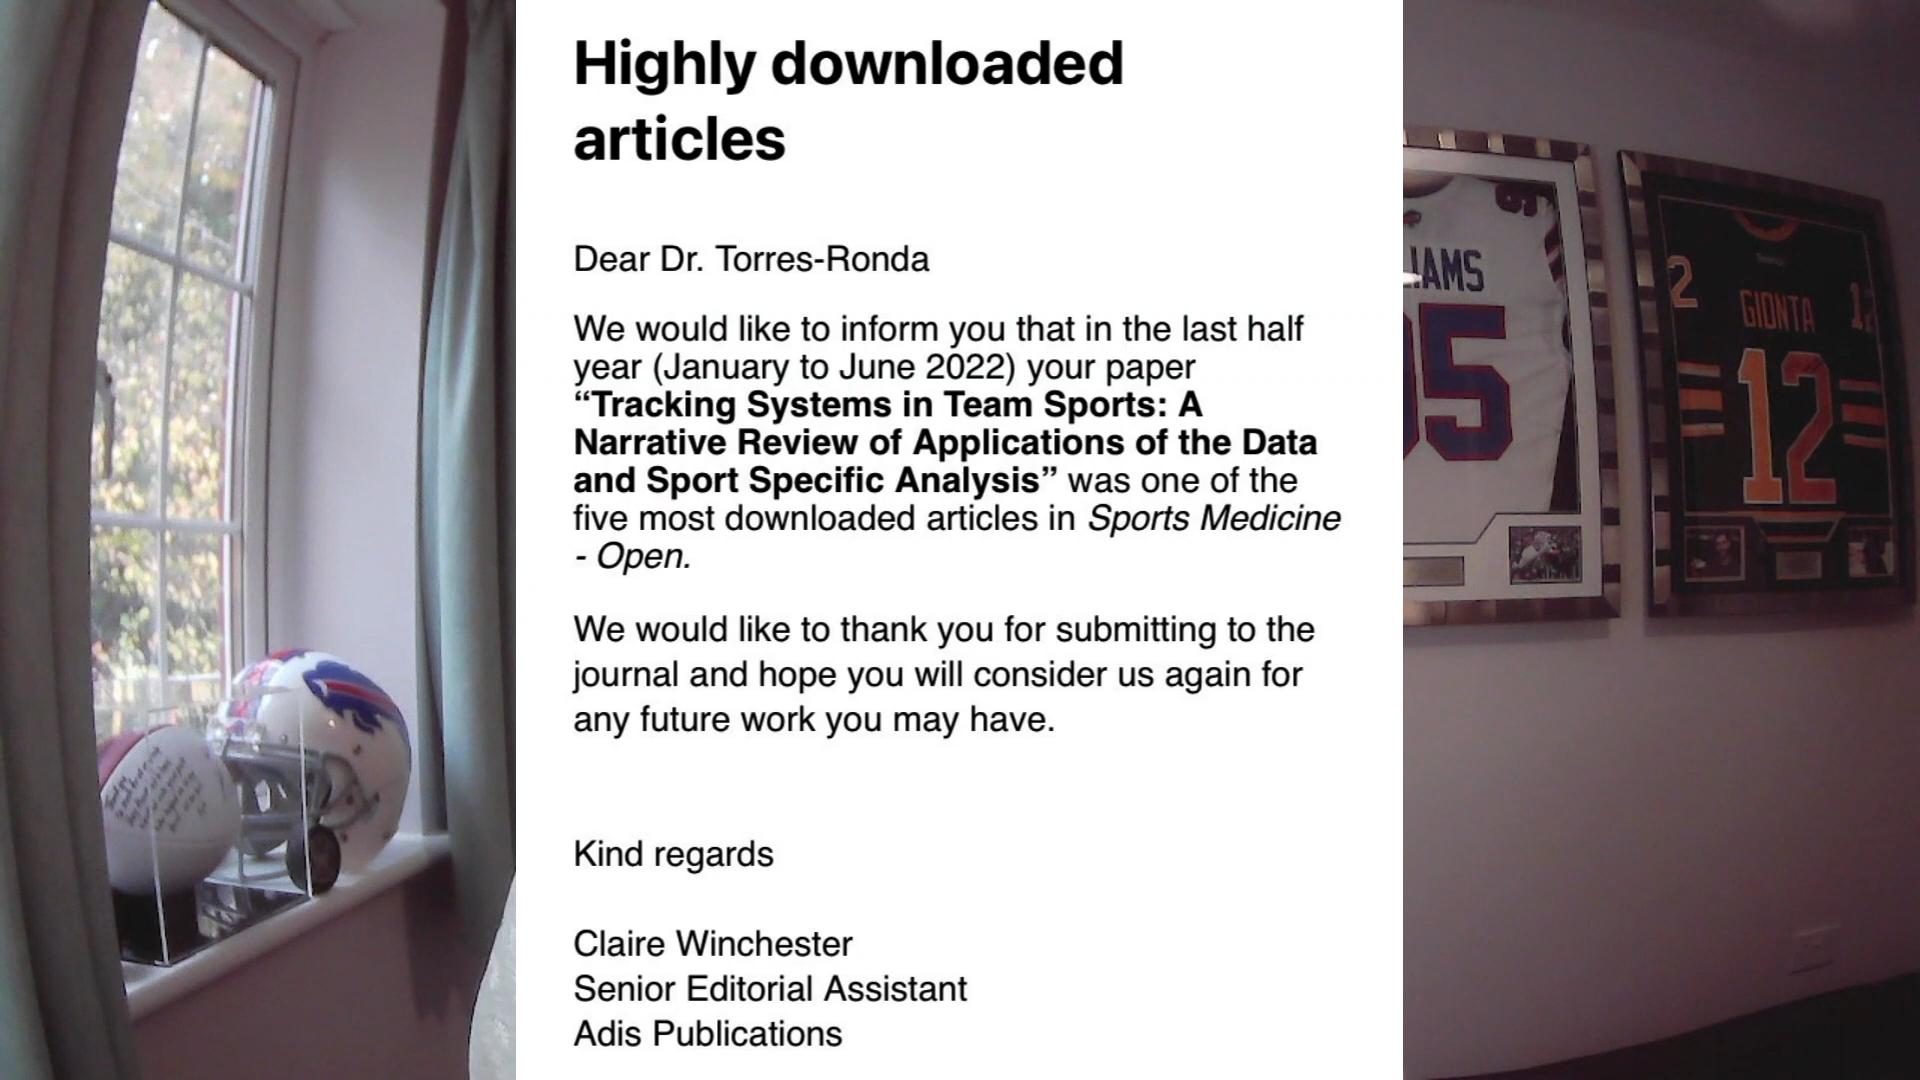 Highly downloaded
articles
Dear Dr. Torres-Ronda
We would like to inform you that in the last half
year (January to June 2022) your paper
“Tracking Systems in Team Sports: A
Narrative Review of Applications of the Data
and Sport Specific Analysis” was one of the
five most downloaded articles in Sports Medicine
- Open.
We would like to thank you for submitting to the
journal and hope you will consider us again for
any future work you may have.
Kind regards
Claire Winchester
Senior Editorial Assistant
Adis Publications
IAMS
95
GIONTA
12